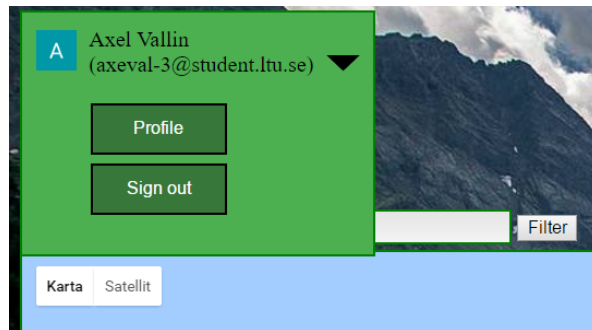 A
Axel Vallin
(axeval-3@student.ltu.se)
Profile
Sign out
Filter
Karta Satellit